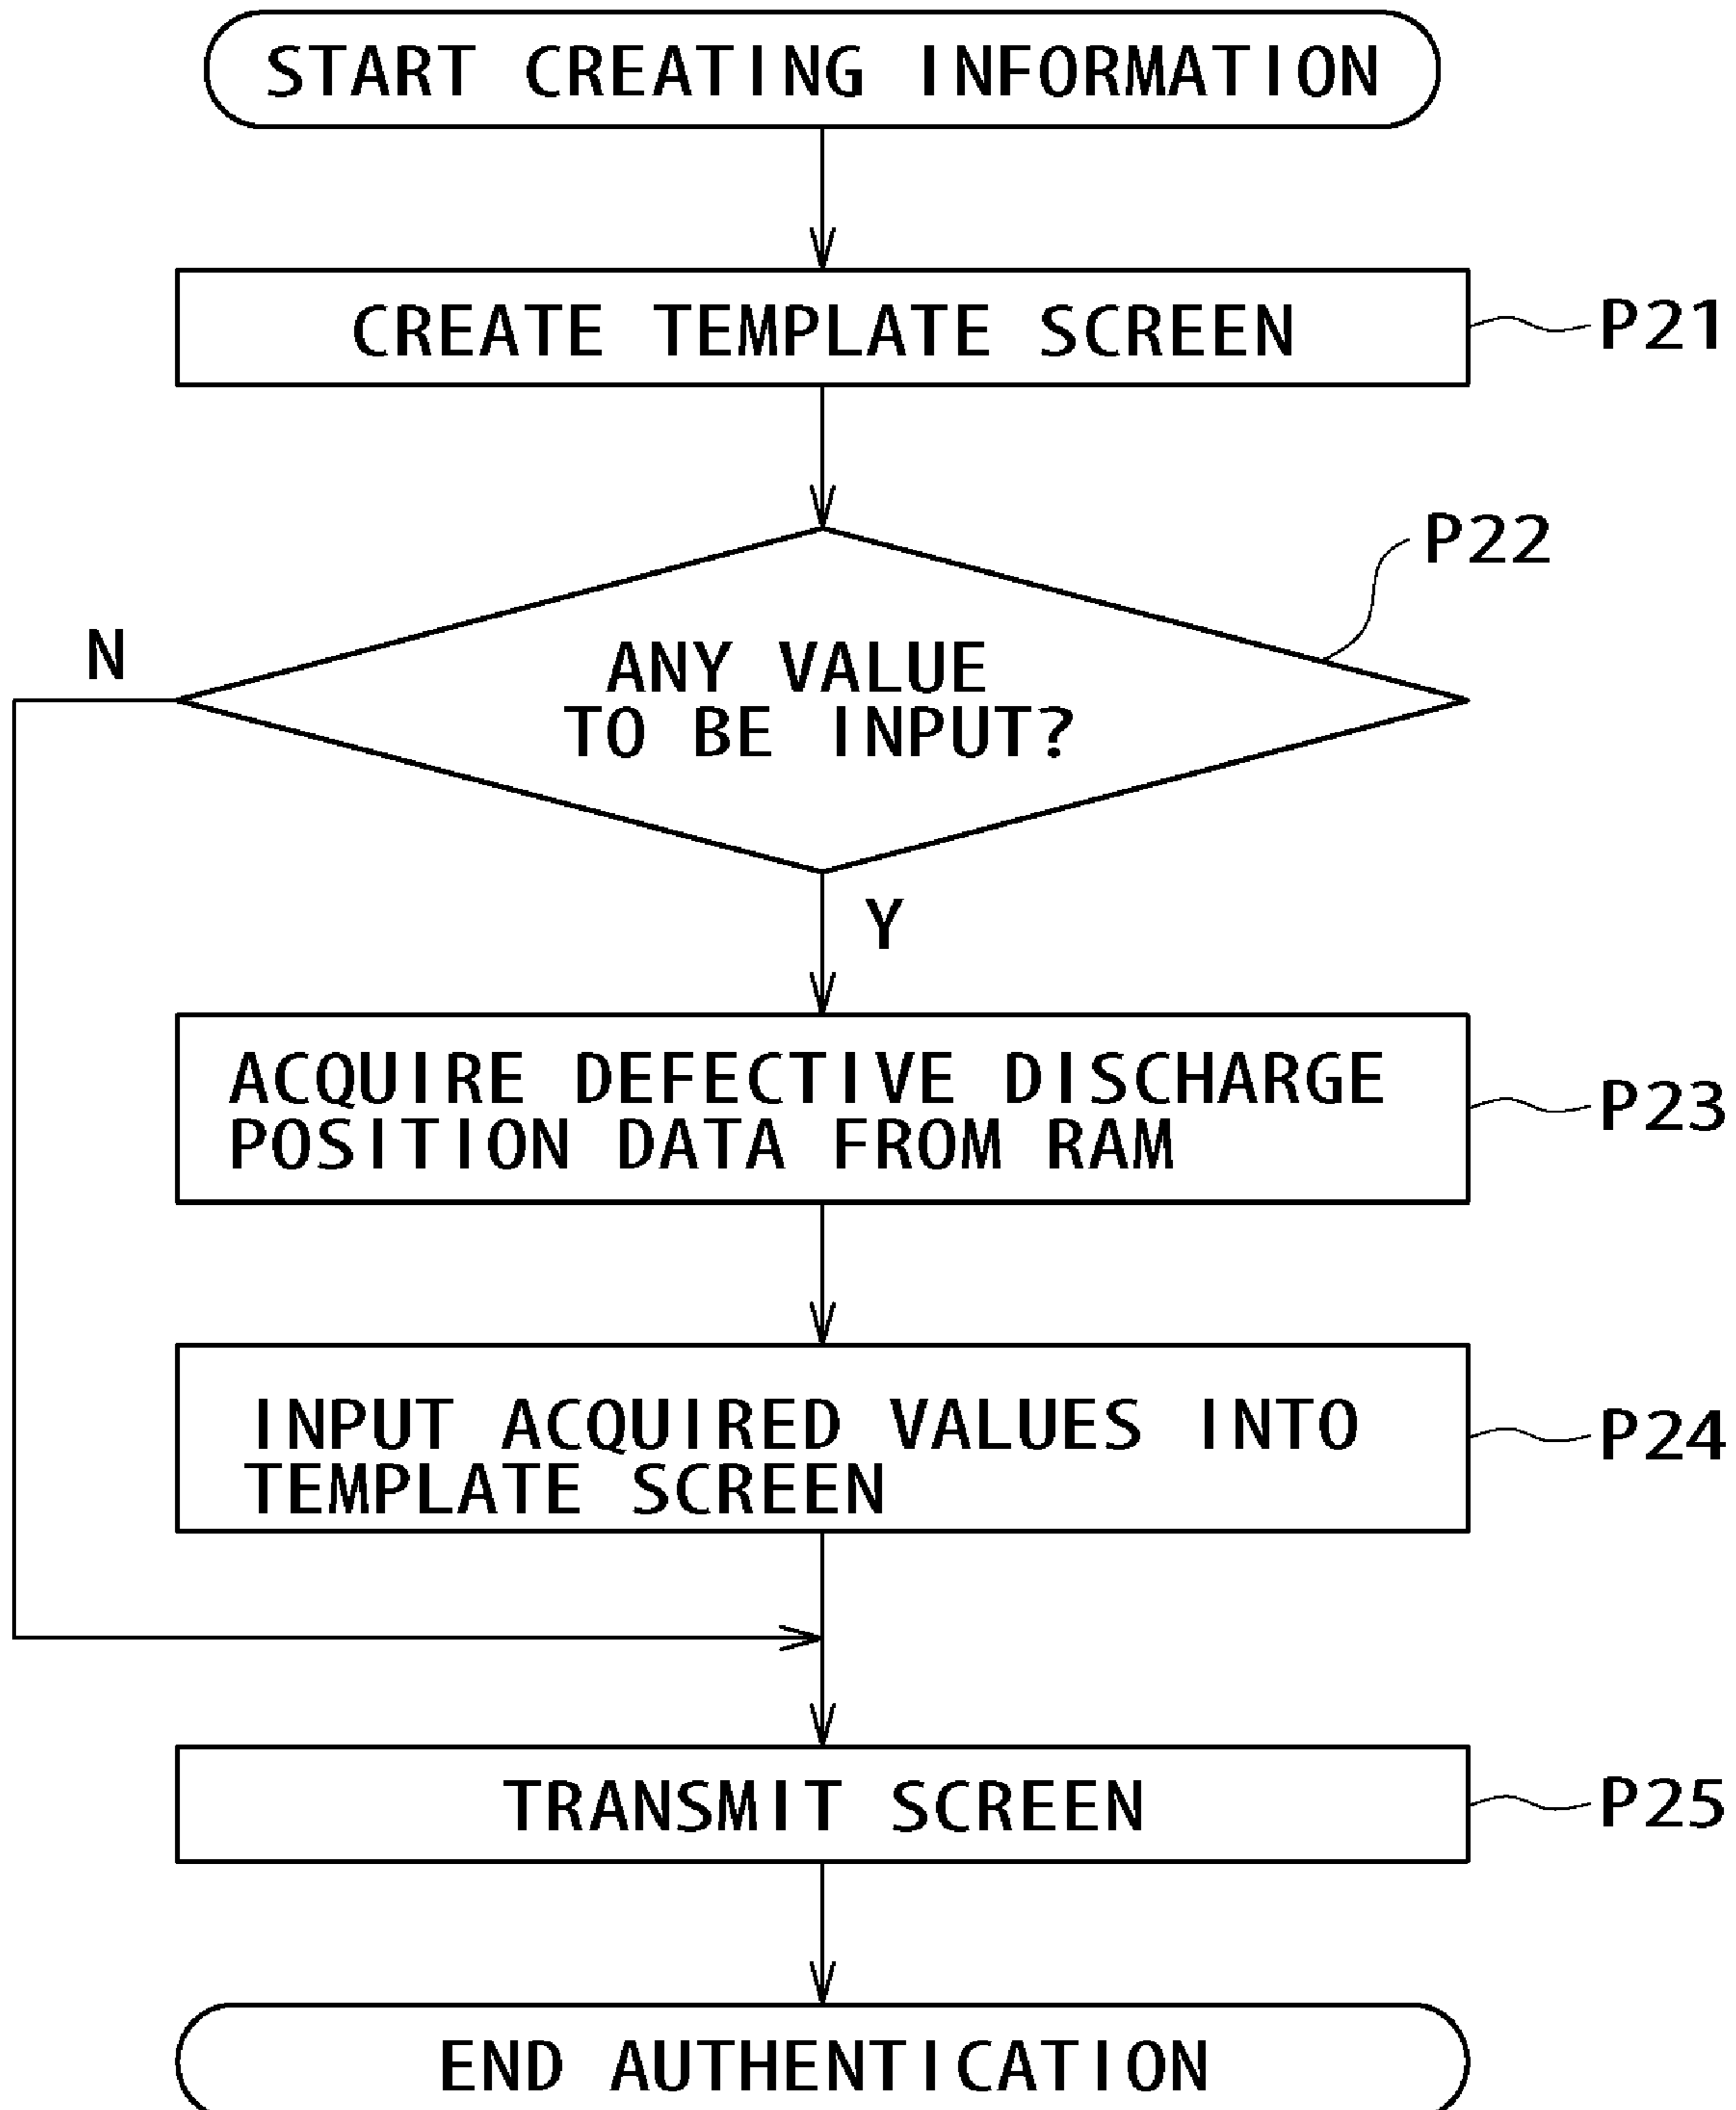 START CREATING INFORMATION
CREATE TEMPLATE SCREEN
P21
P22
N
ANY VALUE
TO BE INPUT?
Y
ACQUIRE DEFECTIVE DISCHARGE
POSITION DATA FROM RAM
P23
INPUT ACQUIRED VALUES INTO
TEMPLATE SCREEN
P24
TRANSMIT SCREEN
P25
END AUTHENTICATION